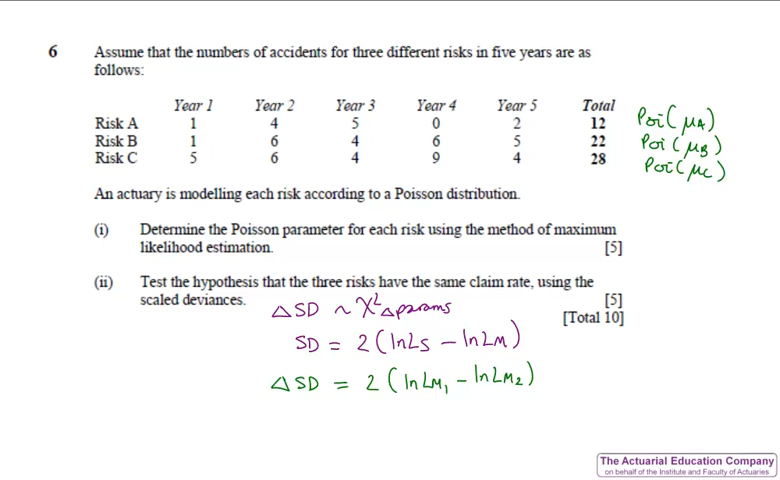 6 Assume that the numbers of accidents for three different risks in five years are as
follows:
Year 1 Year 2 Year 3 Year 4 Year 5 Total
Risk A 1 4 5 0 2 12 Poi(μA)
Risk B 1 6 4 6 5 22 Poi(μB)
Risk C 5 6 4 9 4 28 Poi(μC)
An actuary is modelling each risk according to a Poisson distribution.
(i) Determine the Poisson parameter for each risk using the method of maximum
likelihood estimation. [5]
(ii) Test the hypothesis that the three risks have the same claim rate, using the
scaled deviances. [5]
[Total 10]
ΔSD ~ χ²Δparams
SD = 2(lnLS − lnLM)
ΔSD = 2(lnLM1 − lnLM2)
The Actuarial Education Company
on behalf of the Institute and Faculty of Actuaries